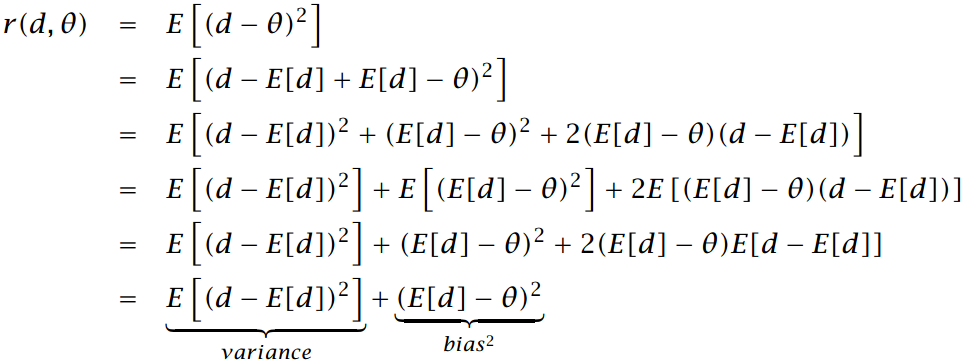 r(d, θ) = E[(d − θ)²]
= E[(d − E[d] + E[d] − θ)²]
= E[(d − E[d])² + (E[d] − θ)² + 2(E[d] − θ)(d − E[d])]
= E[(d − E[d])²] + E[(E[d] − θ)²] + 2E[(E[d] − θ)(d − E[d])]
= E[(d − E[d])²] + (E[d] − θ)² + 2(E[d] − θ)E[d − E[d]]
= E[(d − E[d])²] + (E[d] − θ)²
variance bias²